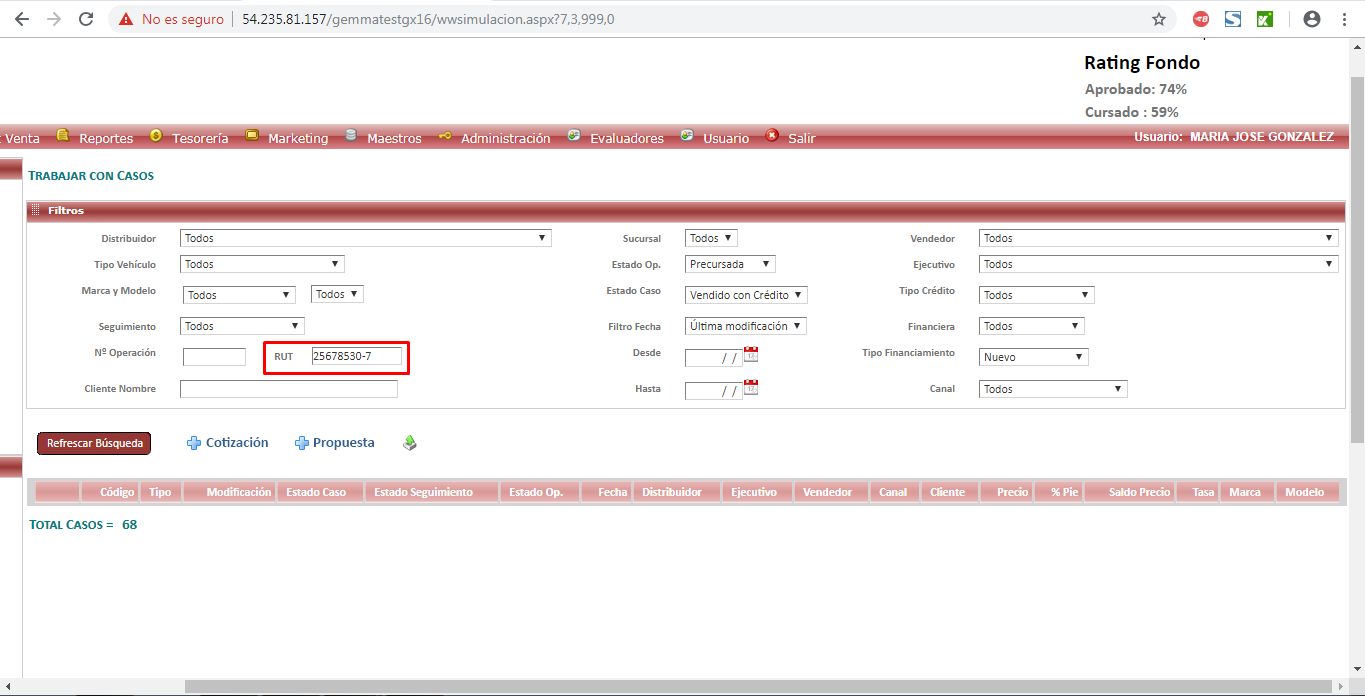 No es seguro 54.235.81.157/gemmatestgx16/wwsimulacion.aspx?7,3,999,0
Rating Fondo
Aprobado: 74%
Cursado : 59%
Venta Reportes Tesorería Marketing Maestros Administración Evaluadores Usuario Salir Usuario: MARIA JOSE GONZALEZ
TRABAJAR CON CASOS
Filtros
Distribuidor Todos Sucursal Todos Vendedor Todos
Tipo Vehículo Todos Estado Op. Precursada Ejecutivo Todos
Marca y Modelo Todos Todos Estado Caso Vendido con Crédito Tipo Crédito Todos
Seguimiento Todos Filtro Fecha Última modificación Financiera Todos
Nº Operación RUT 25678530-7 Desde / / Tipo Financiamiento Nuevo
Cliente Nombre Hasta / / Canal Todos
Refrescar Búsqueda Cotización Propuesta
Código Tipo Modificación Estado Caso Estado Seguimiento Estado Op. Fecha Distribuidor Ejecutivo Vendedor Canal Cliente Precio % Pie Saldo Precio Tasa Marca Modelo
TOTAL CASOS = 68